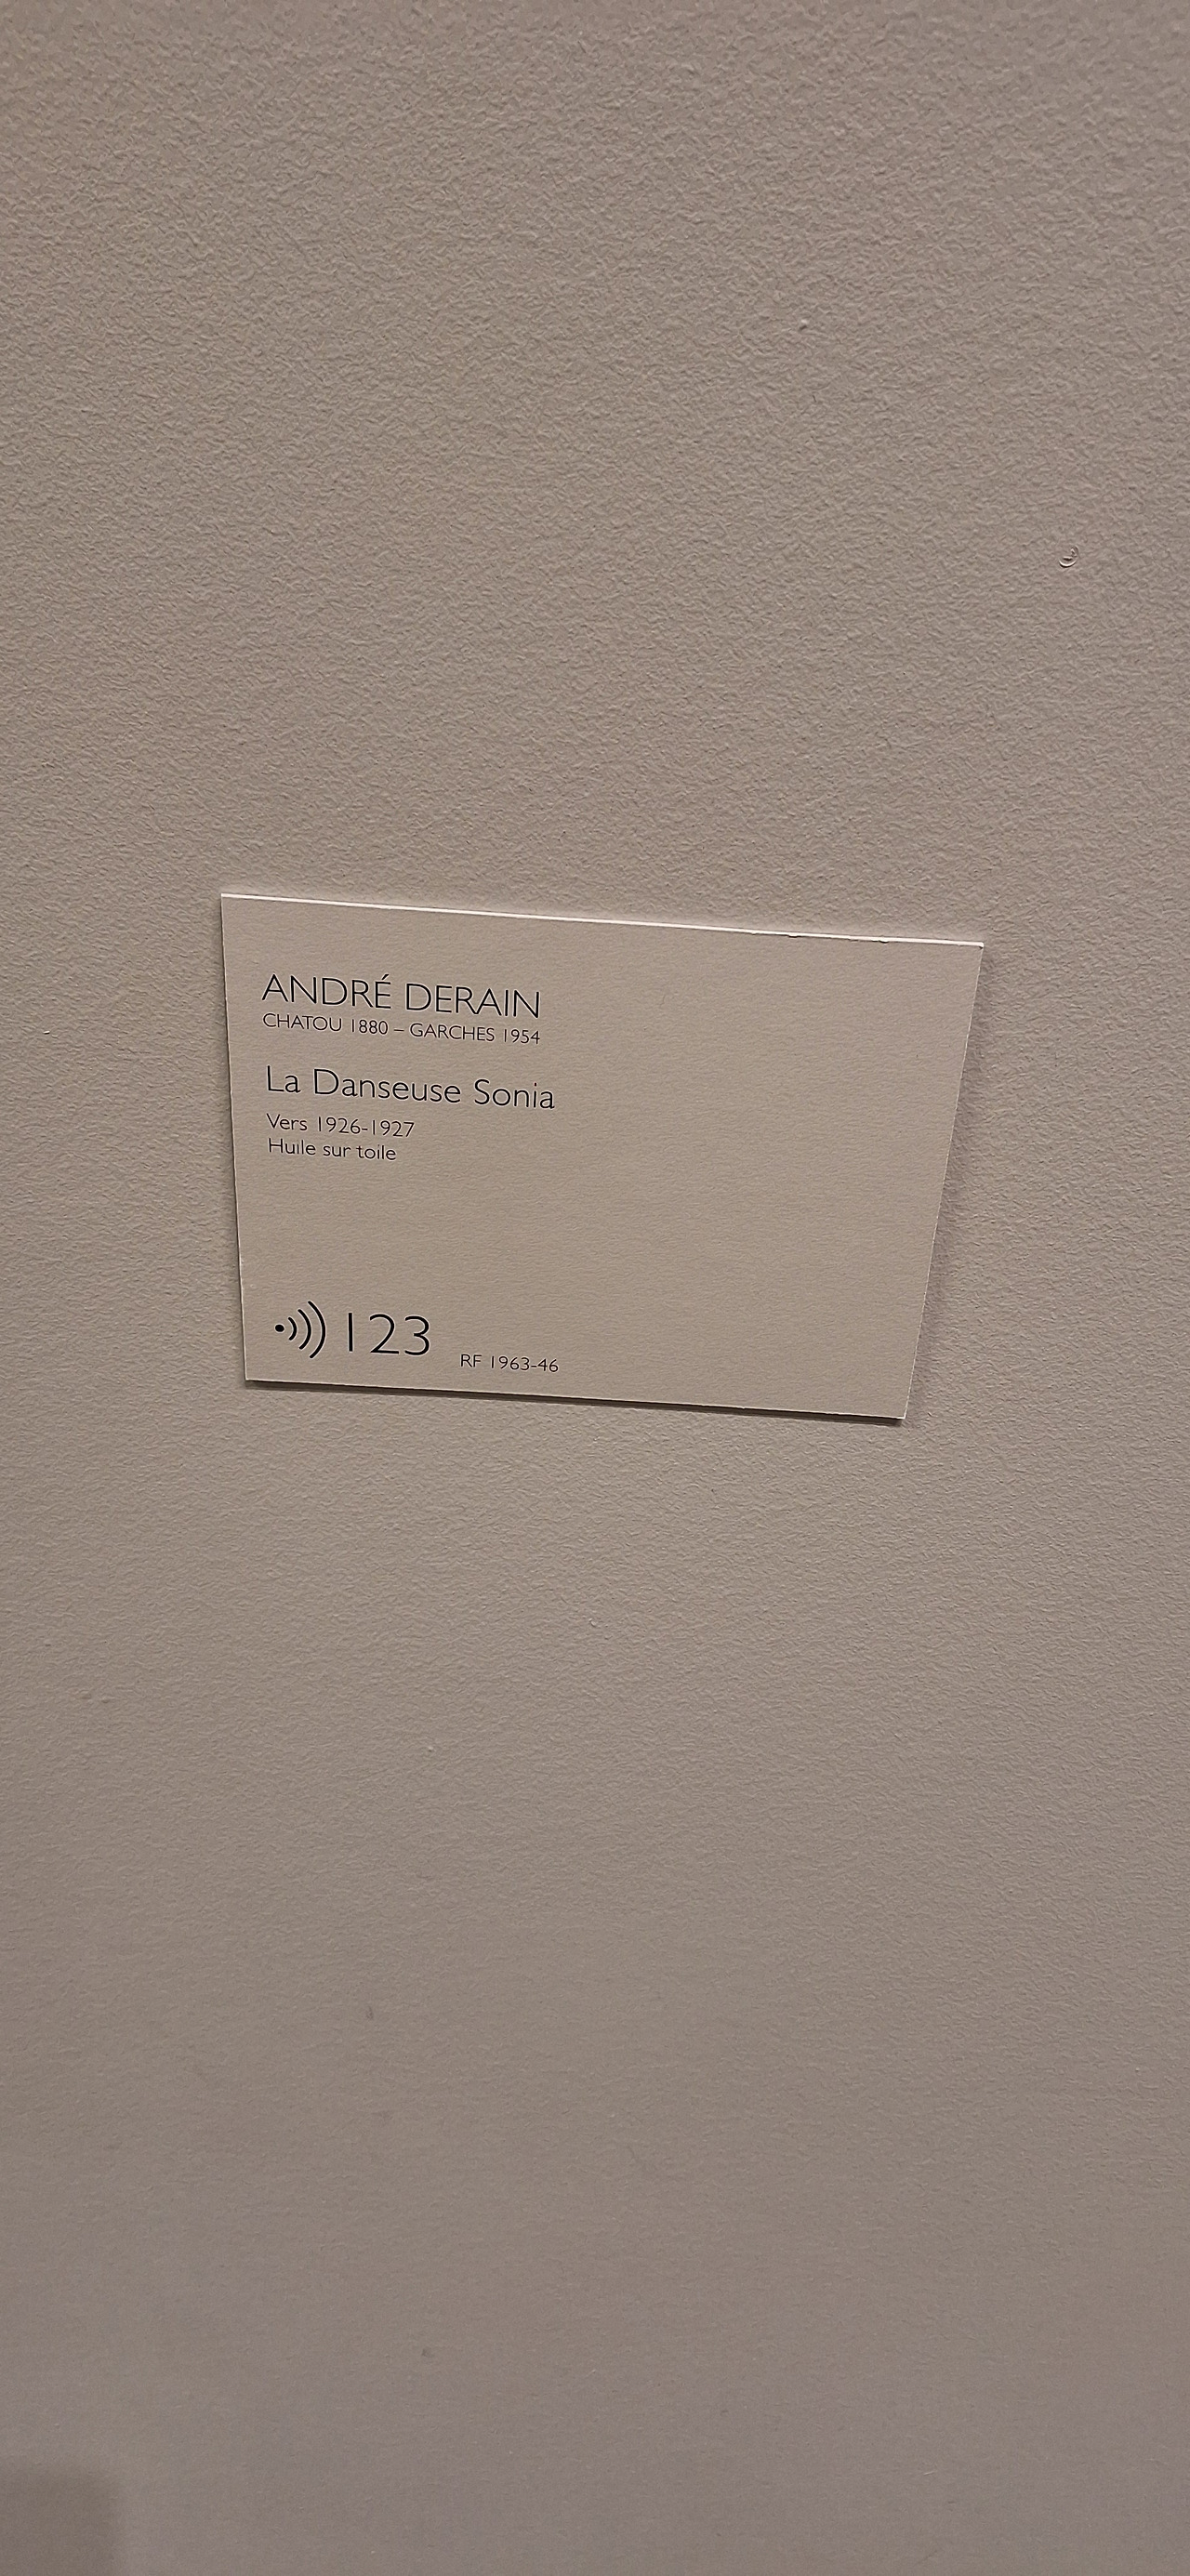 ANDRÉ DERAIN
CHATOU 1880 – GARCHES 1954
La Danseuse Sonia
Vers 1926-1927
Huile sur toile
123 RF 1963-46